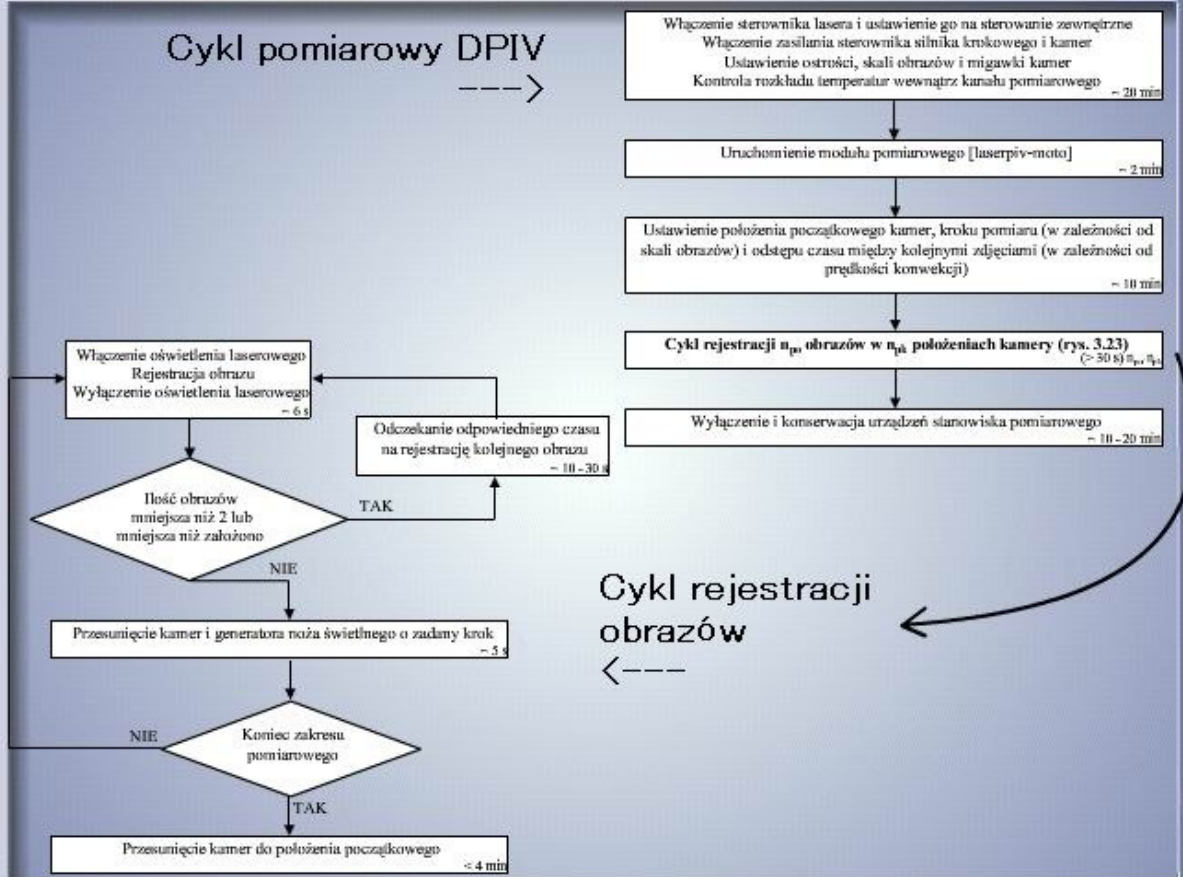 Cykl pomiarowy DPIV
--->
Włączenie sterownika lasera i ustawienie go na sterowanie zewnętrzne
Włączenie zasilania sterownika silnika krokowego i kamer
Ustawienie ostrości, skali obrazów i migawki kamer
Kontrola rozkładu temperatur wewnątrz kanału pomiarowego
~ 20 min
Uruchomienie modułu pomiarowego [laserpiv-moto]
~ 2 min
Ustawienie położenia początkowego kamer, kroku pomiaru (w zależności od
skali obrazów) i odstępu czasu między kolejnymi zdjęciami (w zależności od
prędkości konwekcji)
~ 10 min
Cykl rejestracji npo obrazów w npk położeniach kamery (rys. 3.23)
(> 30 s) npo, npk
Wyłączenie i konserwacja urządzeń stanowiska pomiarowego
~ 10-20 min
Cykl rejestracji
obrazów
<---
Włączenie oświetlenia laserowego
Rejestracja obrazu
Wyłączenie oświetlenia laserowego
~ 6 s
Odczekanie odpowiedniego czasu
na rejestrację kolejnego obrazu
~ 10-30 s
Ilość obrazów
mniejsza niż 2 lub
mniejsza niż założono
TAK
NIE
Przesunięcie kamer i generatora noża świetlnego o zadany krok
~ 5 s
Koniec zakresu
pomiarowego
NIE
TAK
Przesunięcie kamer do położenia początkowego
< 4 min